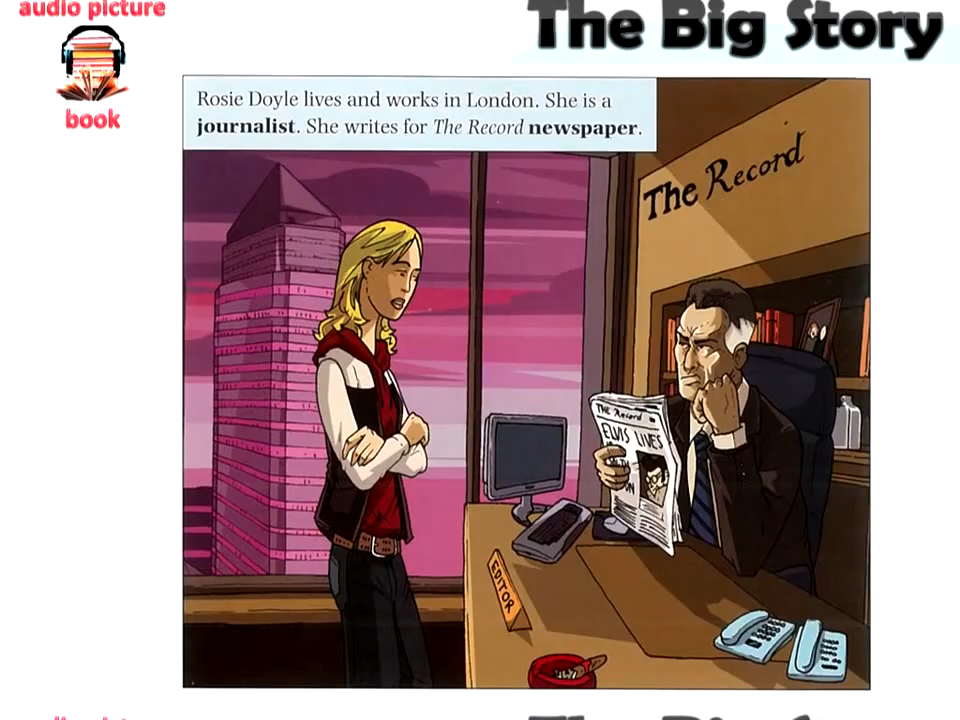 audio picture
The Big Story
book
Rosie Doyle lives and works in London. She is a
journalist. She writes for The Record newspaper.
The Record
The Record
ELVIS LIVES
EDITOR